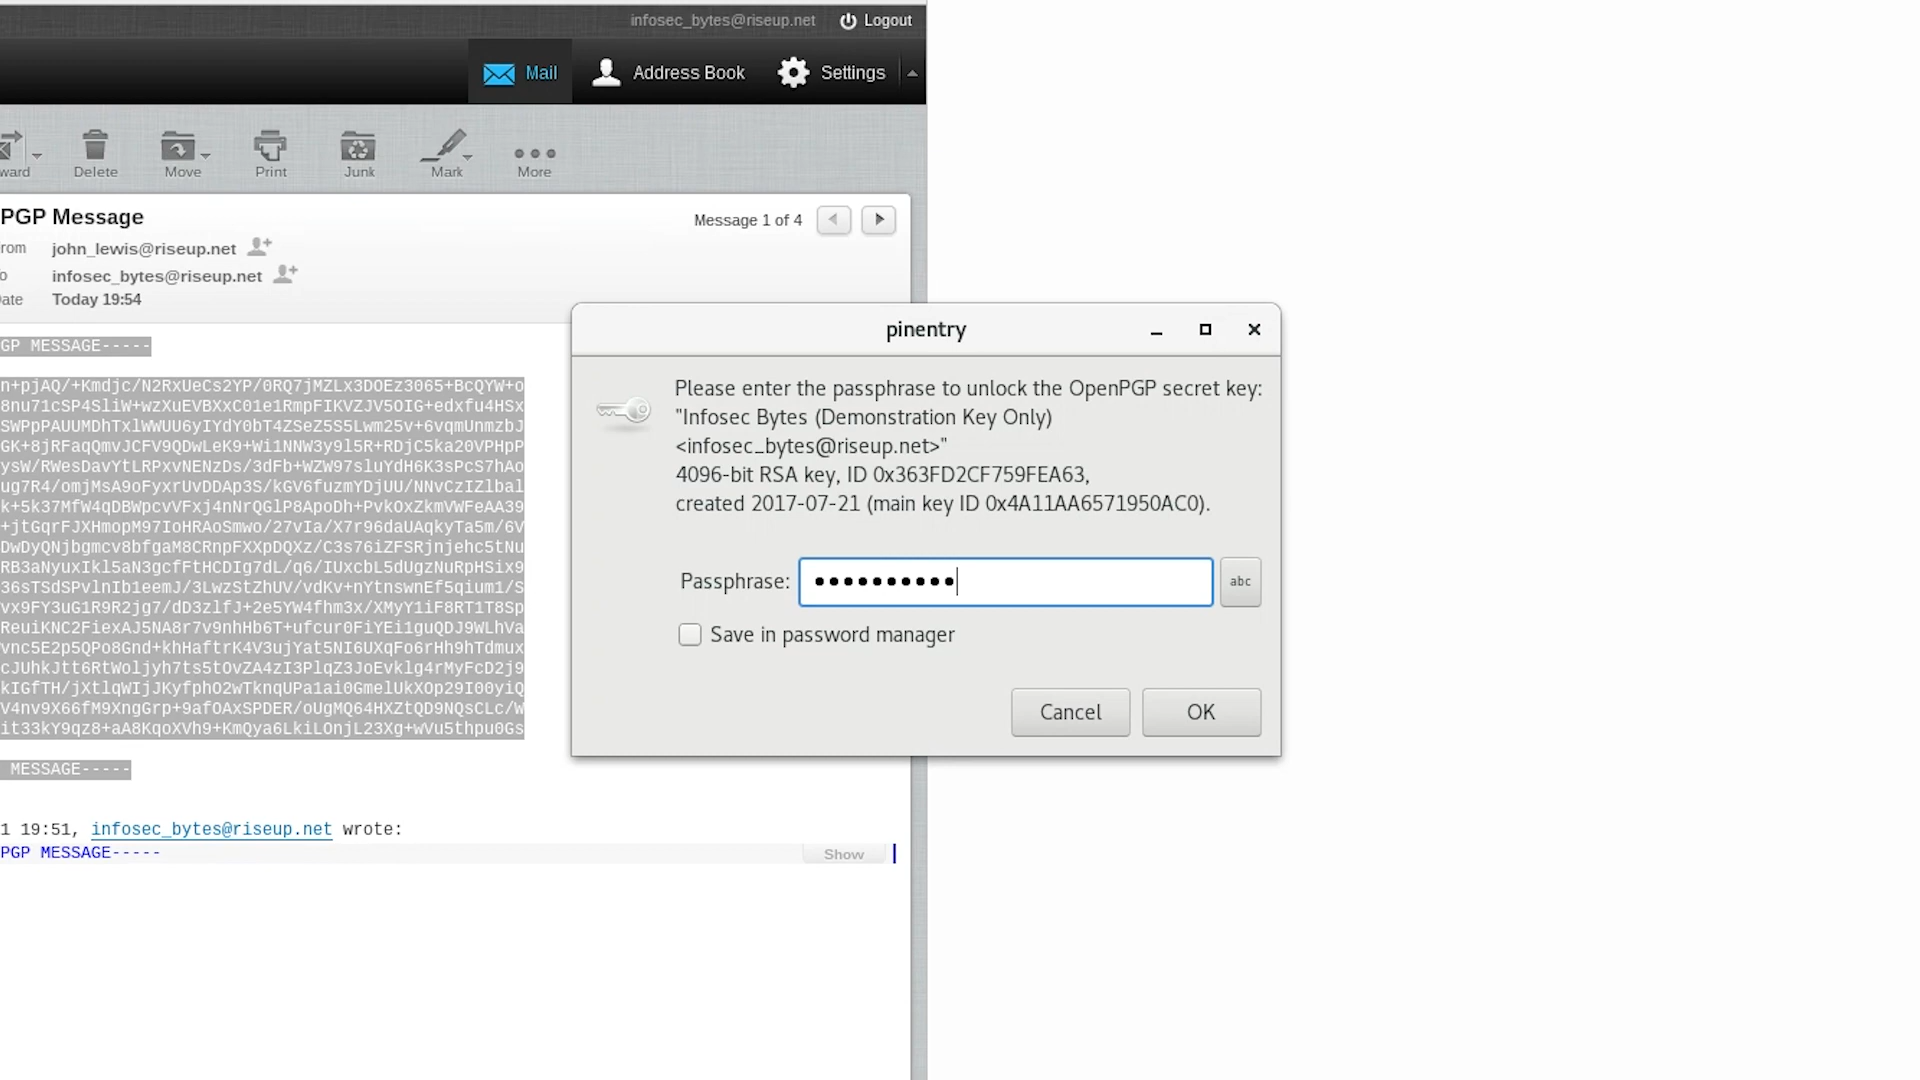 infosec_bytes@riseup.net Logout
Mail Address Book Settings
ward Delete Move Print Junk Mark More
PGP Message
Message 1 of 4
rom john_lewis@riseup.net
o infosec_bytes@riseup.net
ate Today 19:54
GP MESSAGE-----
n+pjAQ/+Kmdjc/N2RxUeCs2YP/0RQ7jMZLx3DOEz3065+BcQYW+o
8nu71cSP4SliW+wzXuEVBXxC01e1RmpFIKVZJV5OIG+edxfu4HSx
SWPpPAUUMDhTxlWWUU6yIYdY0bT4ZSeZ5S5Lwm25v+6vqmUnmzbJ
GK+8jRFaqQmvJCFV9QDwLeK9+Wi1NNW3y9l5R+RDjC5ka20VPHpP
ysW/RWesDavYtLRPxvNENzDs/3dFb+WZW97sluYdH6K3sPcS7hAo
ug7R4/omjMsA9oFyxrUvDDAp3S/kGV6fuzmYDjUU/NNvCzIZlbal
k+5k37MfW4qDBWpcvVFxj4nNrQGlP8ApoDh+PvkOxZkmVWFeAA39
+jtGqrFJXHmopM97IoHRAoSmwo/27vIa/X7r96daUAqkyTa5m/6V
DwDyQNjbgmcv8bfgaM8CRnpFXXpDQXz/C3s76iZFSRjnjehc5tNu
RB3aNyuxIkl5aN3gcfFtHCDIg7dL/q6/IUxcbL5dUgzNuRpHSix9
36sTSdSPvlnIb1eemJ/3LwzStZhUV/vdKv+nYtnswnEf5qium1/S
vx9FY3uG1R9R2jg7/dD3zlfJ+2e5YW4fhm3x/XMyY1iF8RT1T8Sp
ReuiKNC2FiexAJ5NA8r7v9nhHb6T+ufcur0FiYEi1guQDJ9WLhVa
vnc5E2p5QPo8Gnd+khHaftrK4V3ujYat5NI6UXqFo6rHh9hTdmux
cJUhkJtt6RtWoljyh7ts5tOvZA4zI3PlqZ3JoEvklg4rMyFcD2j9
kIGfTH/jXtlqWIjJKyfphO2wTknqUPa1ai0GmelUkXOp29I00yiQ
V4nv9X66fM9XngGrp+9afOAxSPDER/oUgMQ64HXZtQD9NQsCLc/W
it33kY9qz8+aA8KqoXVh9+KmQya6LkiLOnjL23Xg+wVu5thpu0Gs
MESSAGE-----
1 19:51, infosec_bytes@riseup.net wrote:
PGP MESSAGE-----
Show
pinentry
Please enter the passphrase to unlock the OpenPGP secret key:
"Infosec Bytes (Demonstration Key Only)
<infosec_bytes@riseup.net>"
4096-bit RSA key, ID 0x363FD2CF759FEA63,
created 2017-07-21 (main key ID 0x4A11AA6571950AC0).
Passphrase: ●●●●●●●●●● abc
Save in password manager
Cancel OK